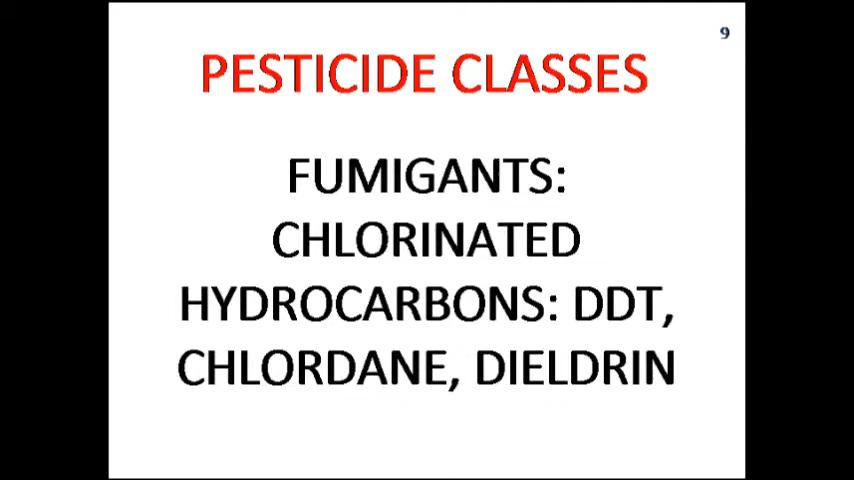 9
PESTICIDE CLASSES
FUMIGANTS:
CHLORINATED
HYDROCARBONS: DDT,
CHLORDANE, DIELDRIN